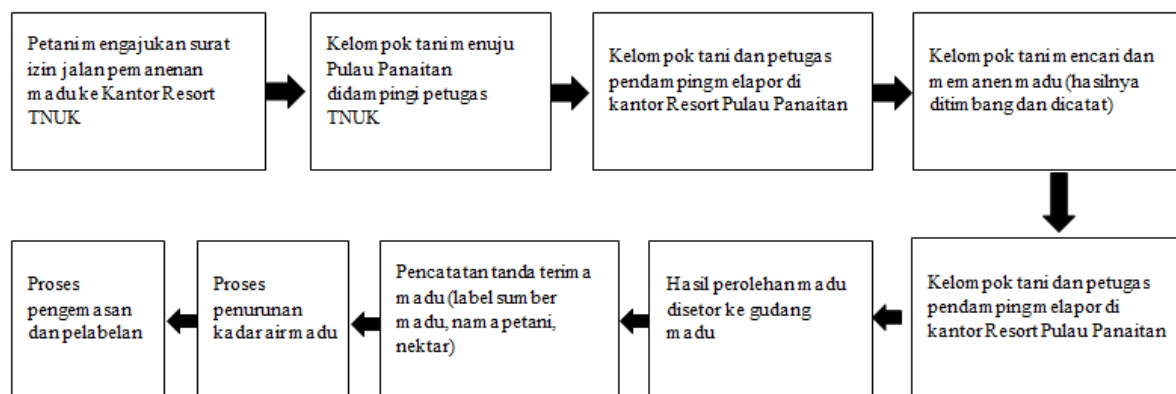 Petani mengajukan surat
izin jalan pemanenan
madu ke Kantor Resort
TNUK
Kelompok tani menuju
Pulau Panaitan
didampingi petugas
TNUK
Kelompok tani dan petugas
pendamping melapor di
kantor Resort Pulau Panaitan
Kelompok tani mencari dan
memanen madu (hasilnya
ditimbang dan dicatat)
Kelompok tani dan petugas
pendamping melapor di
kantor Resort Pulau Panaitan
Hasil perolehan madu
disetor ke gudang
madu
Pencatatan tanda terima
madu (label sumber
madu, nama petani,
nektar)
Proses
penurunan
kadar air madu
Proses
pengemasan
dan pelabelan